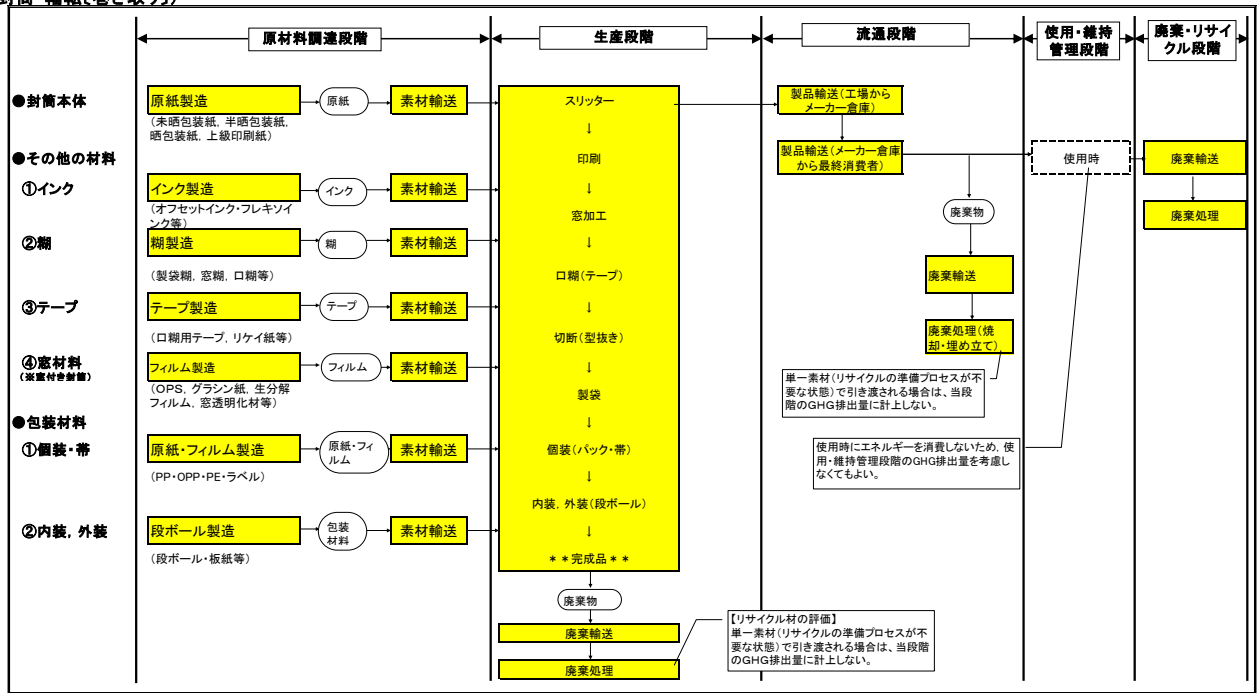 封筒 輪転(巻き取り)
原材料調達段階
生産段階
流通段階
使用・維持
管理段階
廃棄・リサイ
クル段階
●封筒本体
原紙製造
原紙
素材輸送
(未晒包装紙, 半晒包装紙,
晒包装紙, 上級印刷紙)
●その他の材料
①インク
インク製造
インク
素材輸送
(オフセットインク・フレキソイ
ンク等)
②糊
糊製造
糊
素材輸送
(製袋糊, 窓糊, 口糊等)
③テープ
テープ製造
テープ
素材輸送
(口糊用テープ, リケイ紙等)
④窓材料
(※窓付き封筒)
フィルム製造
フィルム
素材輸送
(OPS, グラシン紙, 生分解
フィルム, 窓透明化材等)
●包装材料
①個装・帯
原紙・フィルム製造
原紙・フィ
ルム
素材輸送
(PP・OPP・PE・ラベル)
②内装, 外装
段ボール製造
包装
材料
素材輸送
(段ボール・板紙等)
スリッター
↓
印刷
↓
窓加工
↓
口糊(テープ)
↓
切断(型抜き)
↓
製袋
↓
個装(パック・帯)
↓
内装, 外装(段ボール)
↓
＊＊完成品＊＊
廃棄物
廃棄輸送
廃棄処理
【リサイクル材の評価】
単一素材(リサイクルの準備プロセスが不
要な状態)で引き渡される場合は、当段階
のGHG排出量に計上しない。
製品輸送(工場から
メーカー倉庫)
製品輸送(メーカー倉庫
から最終消費者)
廃棄物
廃棄輸送
廃棄処理(焼
却・埋め立て)
単一素材(リサイクルの準備プロセスが不
要な状態)で引き渡される場合は、当段
階のGHG排出量に計上しない。
使用時
使用時にエネルギーを消費しないため, 使
用・維持管理段階のGHG排出量を考慮し
なくてもよい。
廃棄輸送
廃棄処理